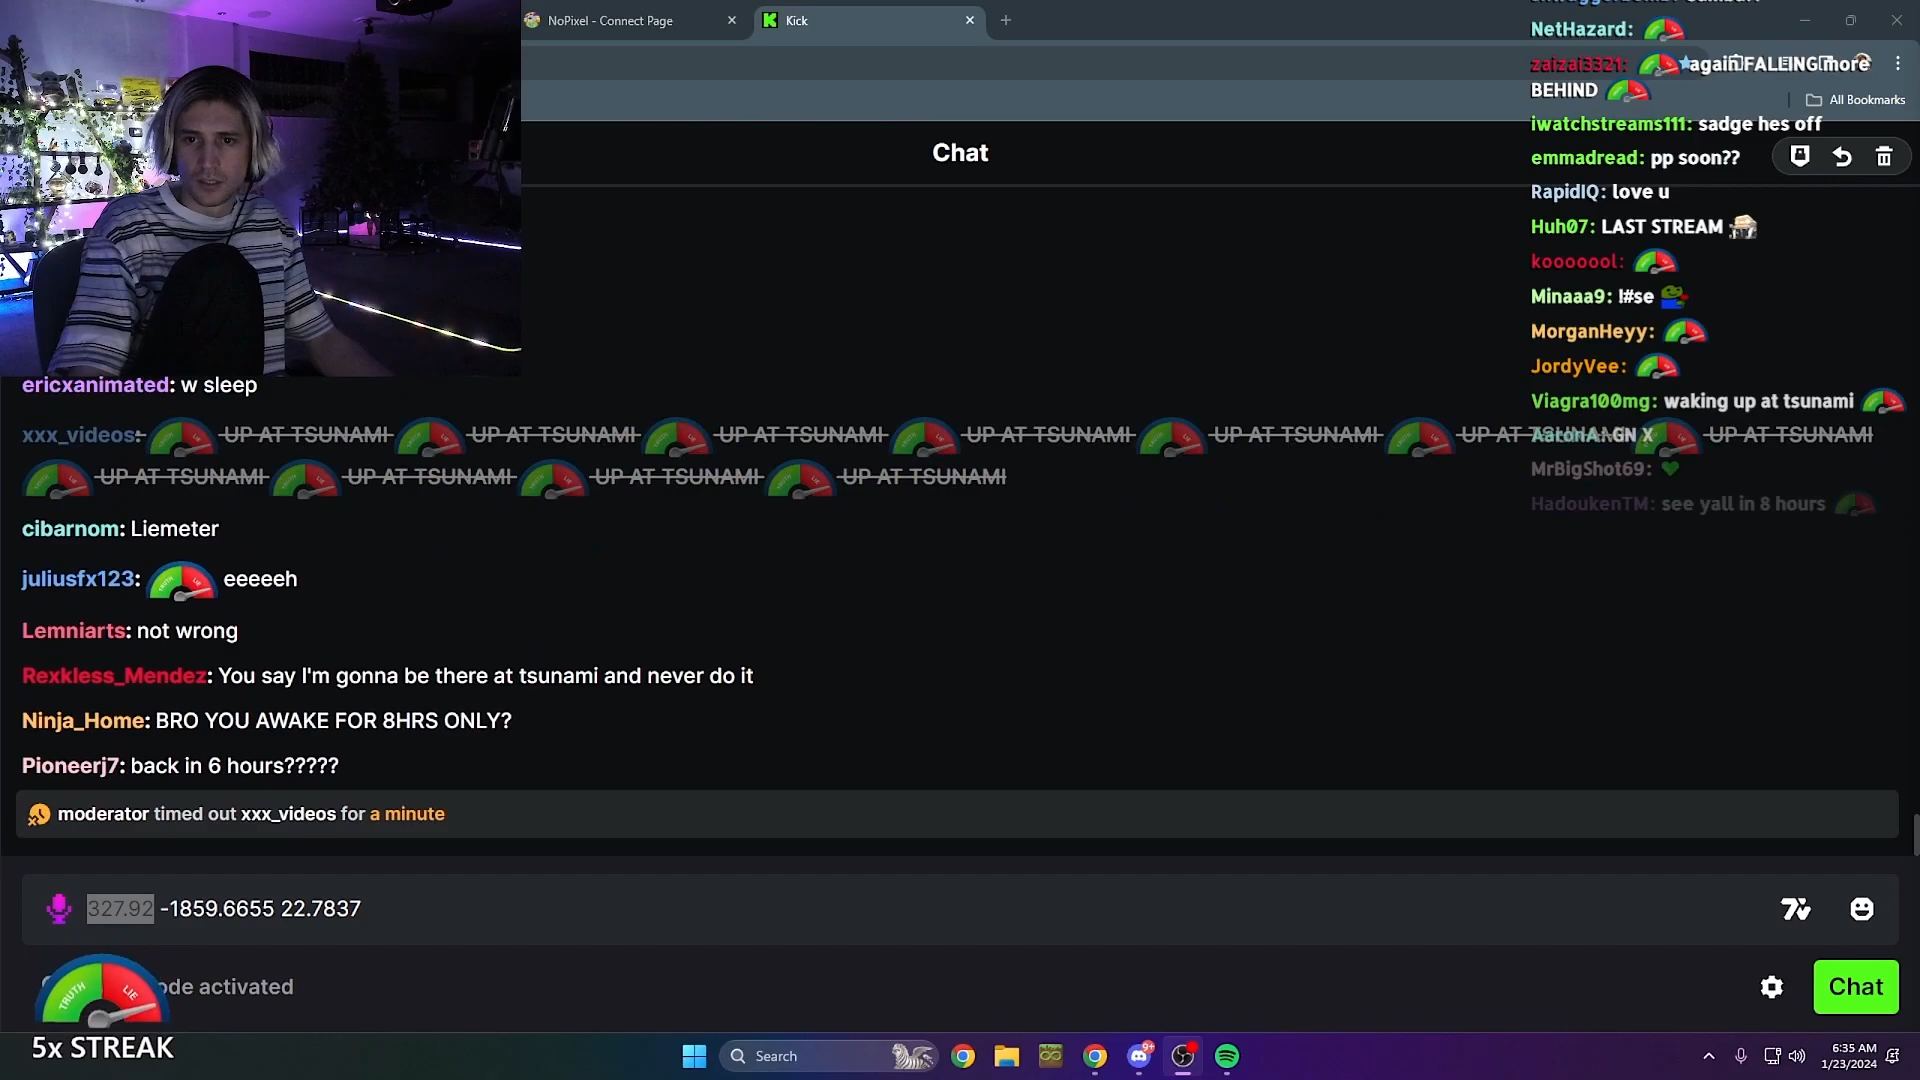 NoPixel - Connect Page
Kick
All Bookmarks
Chat
ericxanimated: w sleep
xxx_videos: UP AT TSUNAMI UP AT TSUNAMI UP AT TSUNAMI UP AT TSUNAMI UP AT TSUNAMI UP AT TSUNAMI UP AT TSUNAMI
UP AT TSUNAMI UP AT TSUNAMI UP AT TSUNAMI UP AT TSUNAMI
cibarnom: Liemeter
juliusfx123: eeeeeh
Lemniarts: not wrong
Rexkless_Mendez: You say I'm gonna be there at tsunami and never do it
Ninja_Home: BRO YOU AWAKE FOR 8HRS ONLY?
Pioneerj7: back in 6 hours?????
moderator timed out xxx_videos for a minute
327.92 -1859.6655 22.7837
activated
Chat
TRUTH LIE
5x STREAK
NetHazard:
zaizai3321: again FALLING more
BEHIND
iwatchstreams111: sadge hes off
emmadread: pp soon??
RapidIQ: love u
Huh07: LAST STREAM
kooooool:
Minaaa9: !#se
MorganHeyy:
JordyVee:
Viagra100mg: waking up at tsunami
GN X
MrBigShot69:
HadoukenTM: see yall in 8 hours
Search
9+
6:35 AM
1/23/2024